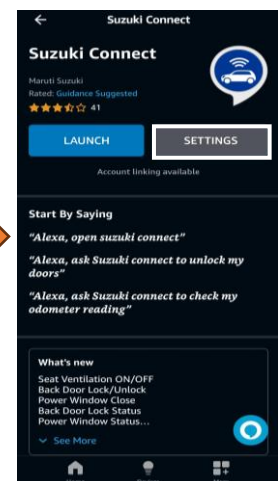 Suzuki Connect
Suzuki Connect
Maruti Suzuki
Rated: Guidance Suggested
41
LAUNCH
SETTINGS
Account linking available
Start By Saying
"Alexa, open suzuki connect"
"Alexa, ask Suzuki connect to unlock my
doors"
"Alexa, ask Suzuki connect to check my
odometer reading"
What's new
Seat Ventilation ON/OFF
Back Door Lock/Unlock
Power Window Close
Back Door Lock Status
Power Window Status...
See More